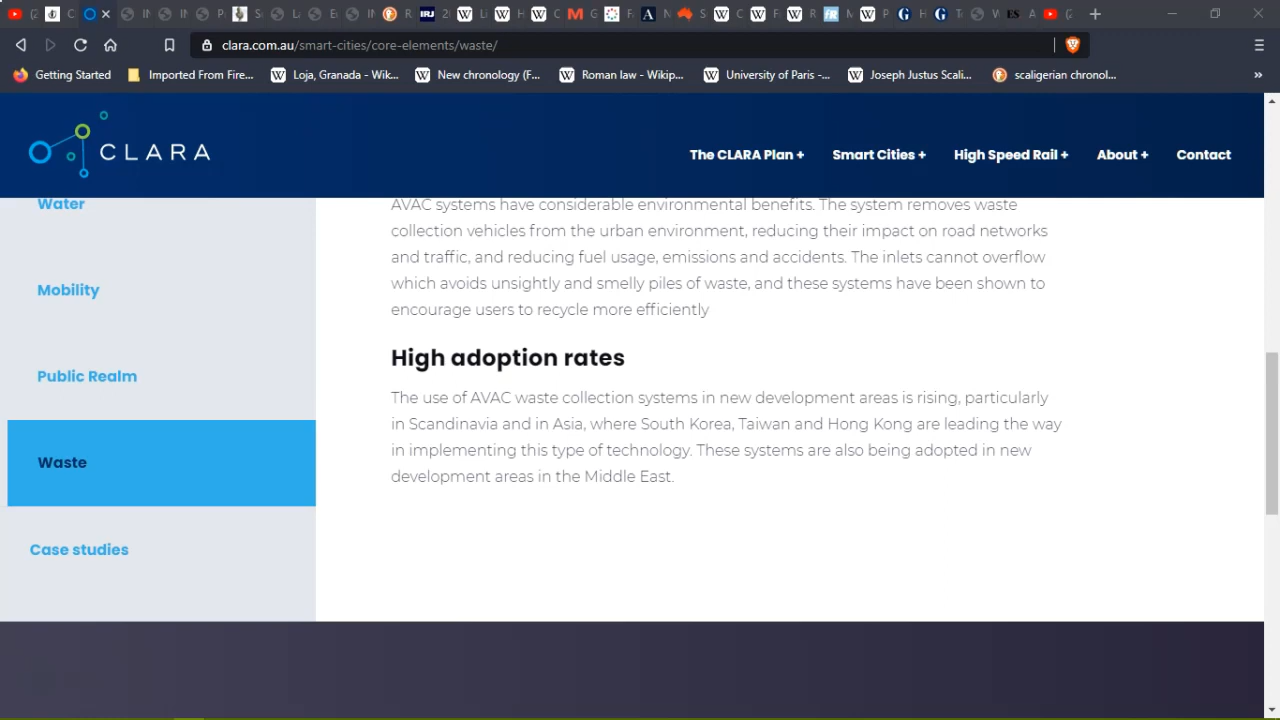 clara.com.au/smart-cities/core-elements/waste/
Getting Started
Imported From Fire...
Loja, Granada - Wik...
New chronology (F...
Roman law - Wikip...
University of Paris -...
Joseph Justus Scali...
scaligerian chronol...
CLARA
The CLARA Plan +
Smart Cities +
High Speed Rail +
About +
Contact
Water
Mobility
Public Realm
Waste
Case studies
AVAC systems have considerable environmental benefits. The system removes waste
collection vehicles from the urban environment, reducing their impact on road networks
and traffic, and reducing fuel usage, emissions and accidents. The inlets cannot overflow
which avoids unsightly and smelly piles of waste, and these systems have been shown to
encourage users to recycle more efficiently
High adoption rates
The use of AVAC waste collection systems in new development areas is rising, particularly
in Scandinavia and in Asia, where South Korea, Taiwan and Hong Kong are leading the way
in implementing this type of technology. These systems are also being adopted in new
development areas in the Middle East.